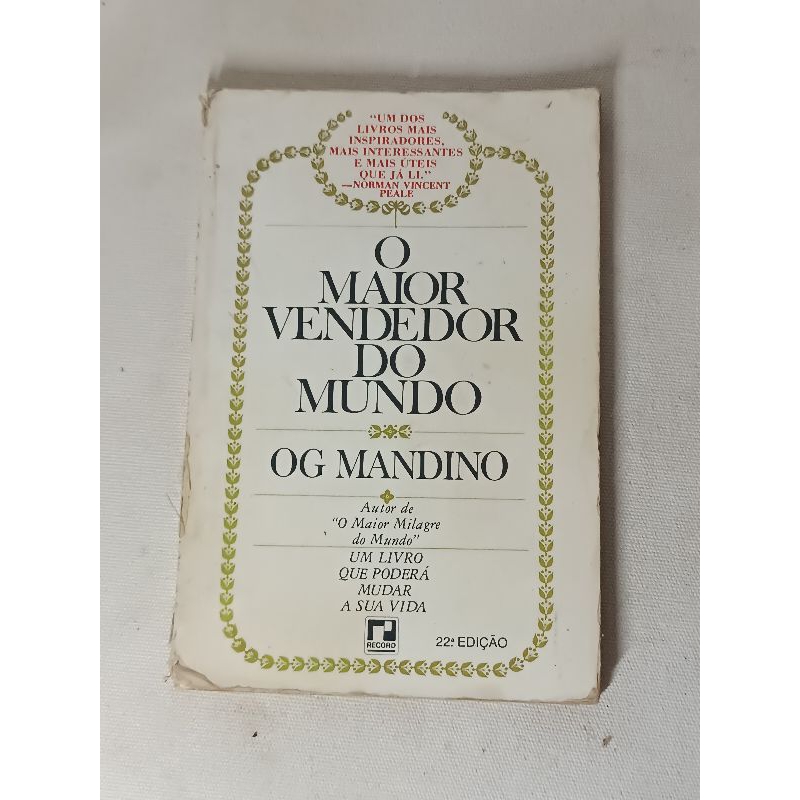 "UM DOS
LIVROS MAIS
INSPIRADORES,
MAIS INTERESSANTES
E MAIS ÚTEIS
QUE JÁ LI."
—NORMAN VINCENT
PEALE
O
MAIOR
VENDEDOR
DO
MUNDO
OG MANDINO
Autor de
"O Maior Milagre
do Mundo"
UM LIVRO
QUE PODERÁ
MUDAR
A SUA VIDA
RECORD
22ª EDIÇÃO